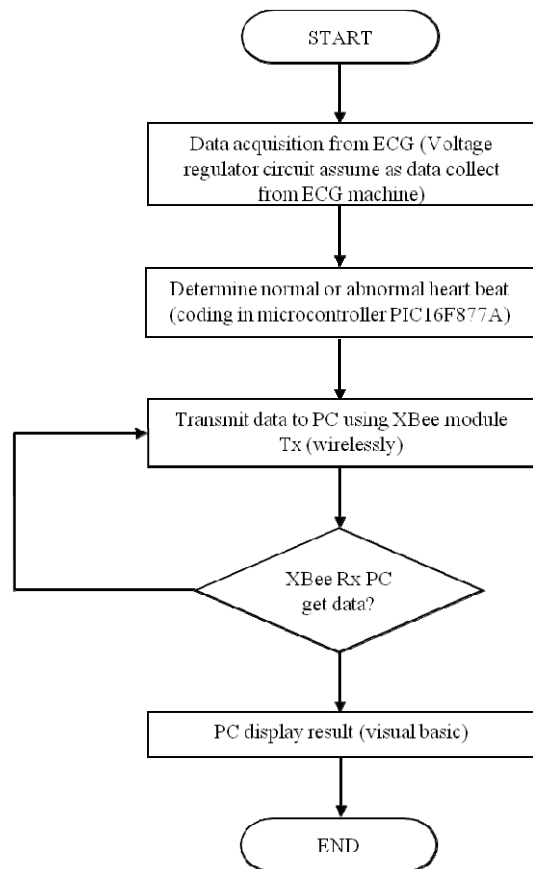 START
Data acquisition from ECG (Voltage
regulator circuit assume as data collect
from ECG machine)
Determine normal or abnormal heart beat
(coding in microcontroller PIC16F877A)
Transmit data to PC using XBee module
Tx (wirelessly)
XBee Rx PC
get data?
PC display result (visual basic)
END